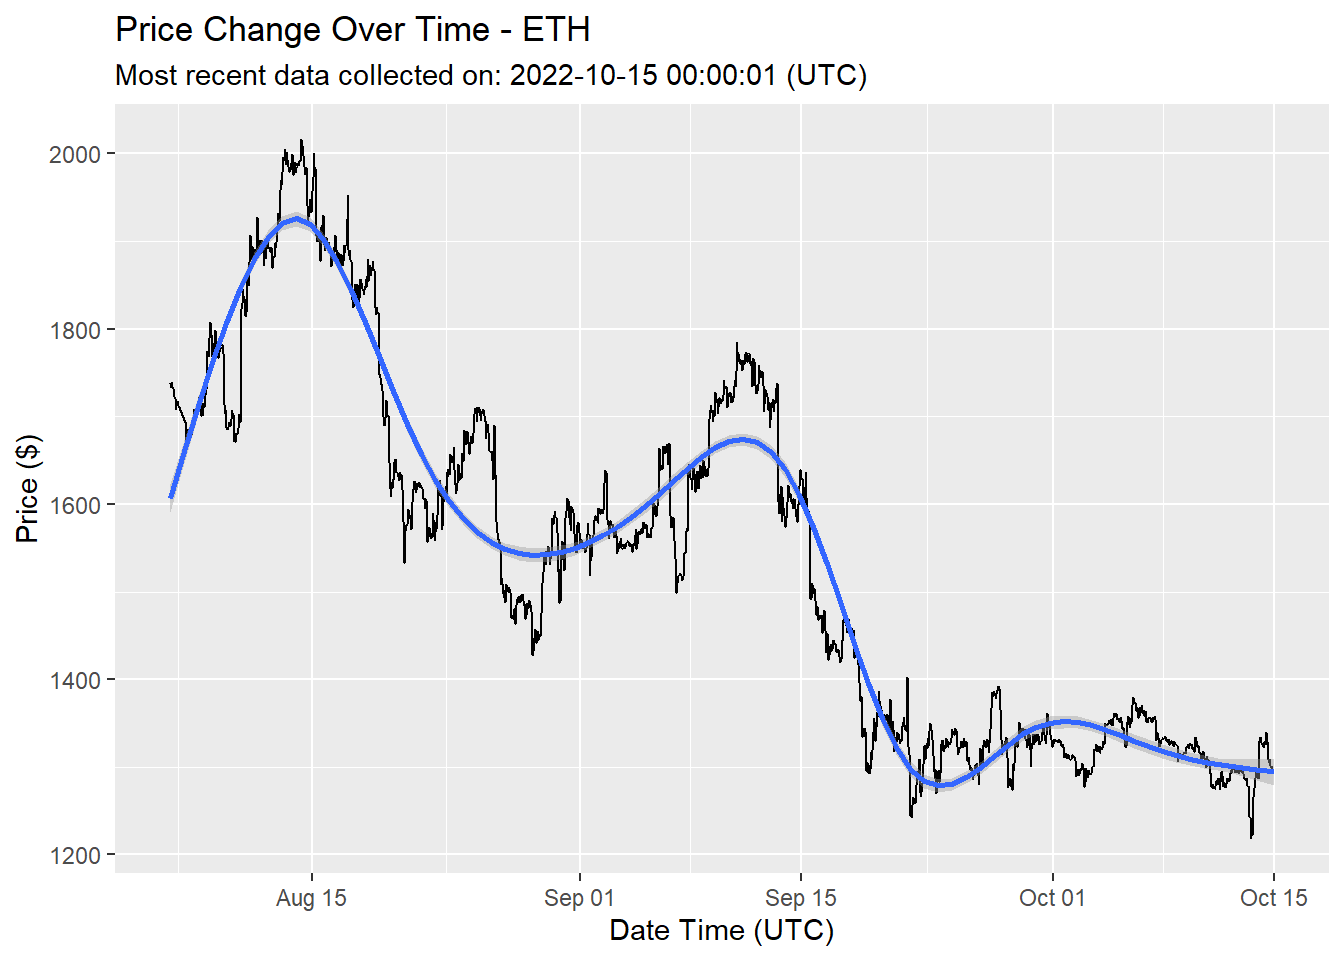 Price Change Over Time - ETH
Most recent data collected on: 2022-10-15 00:00:01 (UTC)
Price ($)
2000
1800
1600
1400
1200
Aug 15 Sep 01 Sep 15 Oct 01 Oct 15
Date Time (UTC)